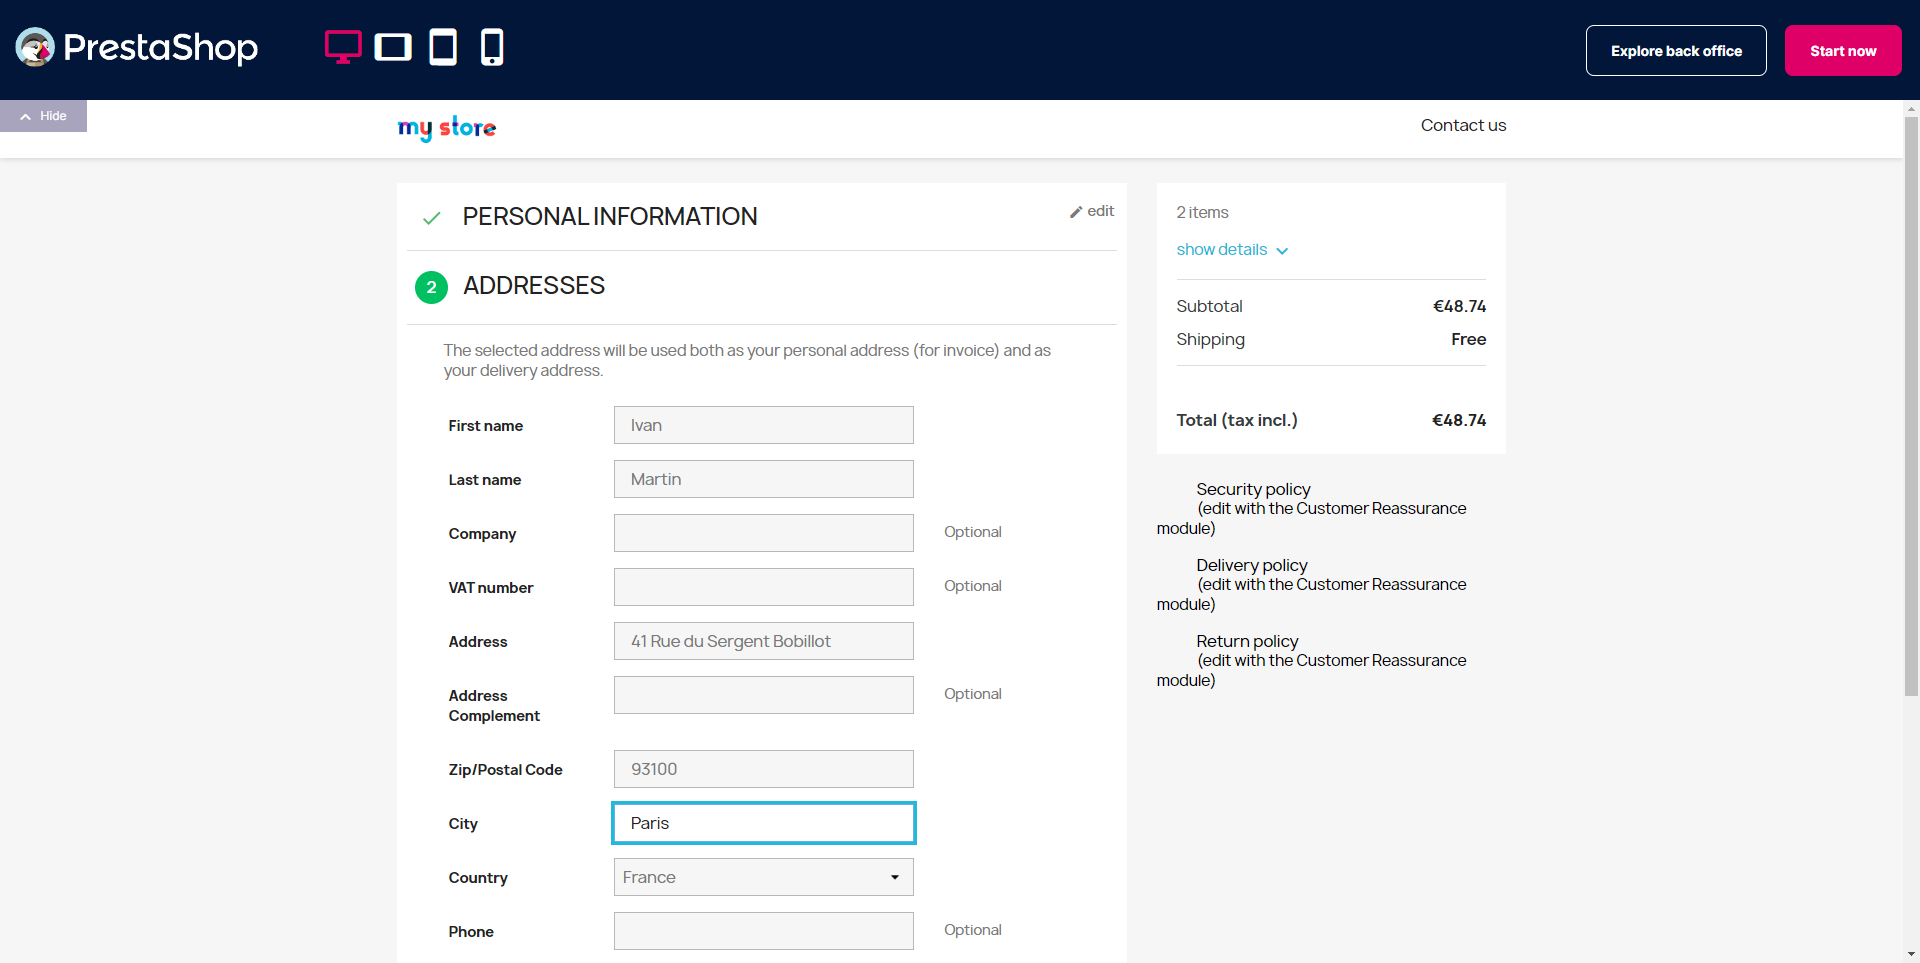 PrestaShop
Explore back office
Start now
Hide
my store
Contact us
PERSONAL INFORMATION
edit
2 ADDRESSES
The selected address will be used both as your personal address (for invoice) and as
your delivery address.
First name Ivan
Last name Martin
Company Optional
VAT number Optional
Address 41 Rue du Sergent Bobillot
Address
Complement
Optional
Zip/Postal Code 93100
City Paris
Country France
Phone Optional
2 items
show details
Subtotal €48.74
Shipping Free
Total (tax incl.) €48.74
Security policy
(edit with the Customer Reassurance
module)
Delivery policy
(edit with the Customer Reassurance
module)
Return policy
(edit with the Customer Reassurance
module)